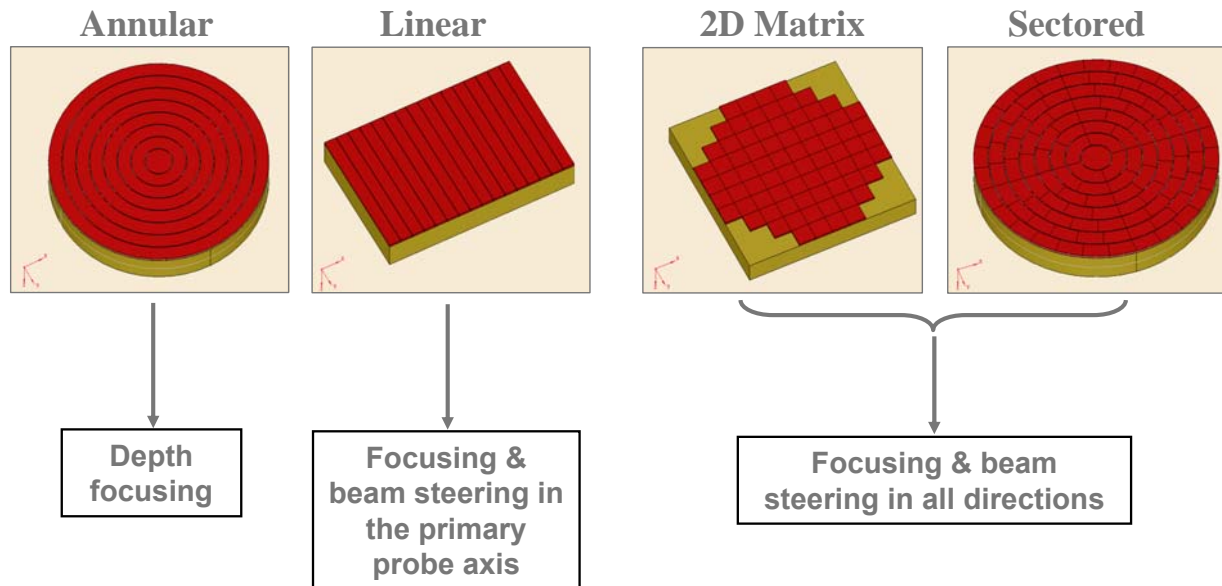 Annular
Linear
2D Matrix
Sectored
Depth
focusing
Focusing &
beam steering in
the primary
probe axis
Focusing & beam
steering in all directions